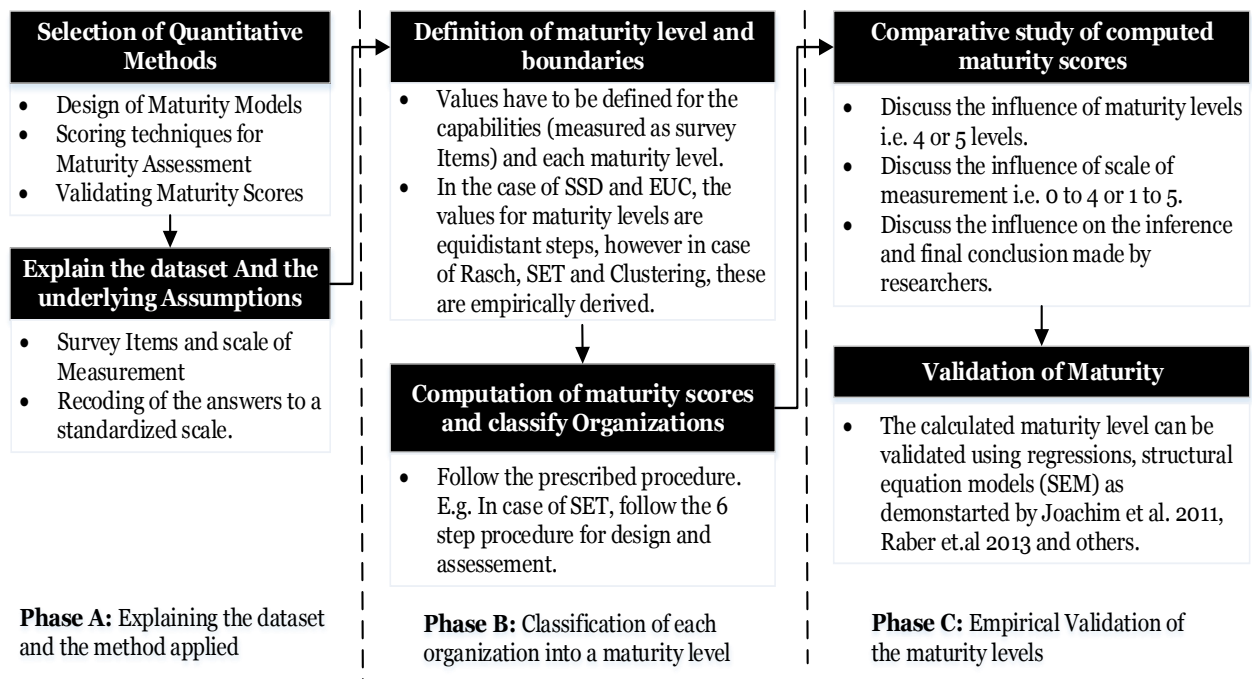 Selection of Quantitative
Methods
• Design of Maturity Models
• Scoring techniques for
Maturity Assessment
• Validating Maturity Scores
Explain the dataset And the
underlying Assumptions
• Survey Items and scale of
Measurement
• Recoding of the answers to a
standardized scale.
Phase A: Explaining the dataset
and the method applied
Definition of maturity level and
boundaries
• Values have to be defined for the
capabilities (measured as survey
Items) and each maturity level.
• In the case of SSD and EUC, the
values for maturity levels are
equidistant steps, however in case
of Rasch, SET and Clustering, these
are empirically derived.
Computation of maturity scores
and classify Organizations
• Follow the prescribed procedure.
E.g. In case of SET, follow the 6
step procedure for design and
assessement.
Phase B: Classification of each
organization into a maturity level
Comparative study of computed
maturity scores
• Discuss the influence of maturity levels
i.e. 4 or 5 levels.
• Discuss the influence of scale of
measurement i.e. 0 to 4 or 1 to 5.
• Discuss the influence on the inference
and final conclusion made by
researchers.
Validation of Maturity
• The calculated maturity level can be
validated using regressions, structural
equation models (SEM) as
demonstarted by Joachim et al. 2011,
Raber et.al 2013 and others.
Phase C: Empirical Validation of
the maturity levels